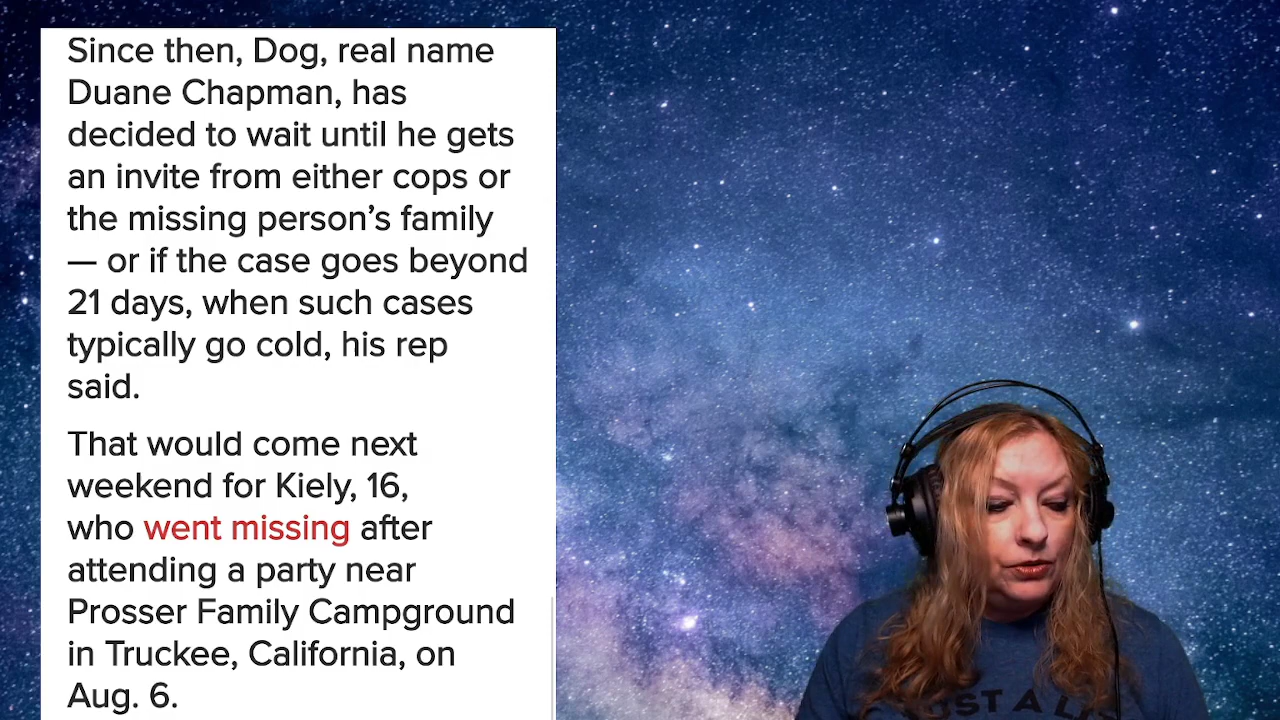 Since then, Dog, real name
Duane Chapman, has
decided to wait until he gets
an invite from either cops or
the missing person’s family
— or if the case goes beyond
21 days, when such cases
typically go cold, his rep
said.
That would come next
weekend for Kiely, 16,
who went missing after
attending a party near
Prosser Family Campground
in Truckee, California, on
Aug. 6.